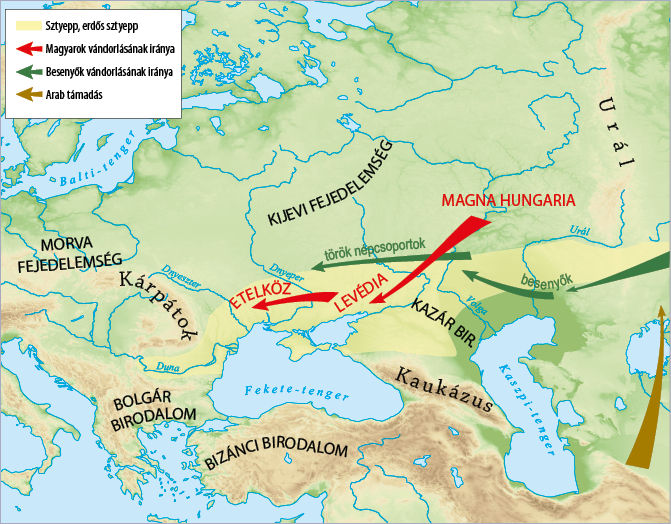 Sztyepp, erdős sztyepp
Magyarok vándorlásának iránya
Besenyők vándorlásának iránya
Arab támadás
Urál
Balti-tenger
KIJEVI FEJEDELEMSÉG
MAGNA HUNGARIA
Urál
MORVA
FEJEDELEMSÉG
török népcsoportok
Dnyeper
Dnyeszter
besenyők
Kárpátok
ETELKÖZ
LEVÉDIA
KAZÁR BIR.
Volga
Duna
Kaukázus
Kaszpi-tenger
Fekete-tenger
BOLGÁR
BIRODALOM
BIZÁNCI BIRODALOM